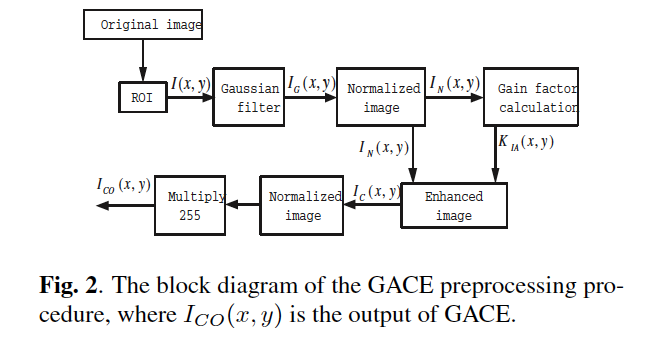 Original image
ROI
I(x, y)
Gaussian
filter
I_G(x, y)
Normalized
image
I_N(x, y)
Gain factor
calculation
I_N(x, y)
K_IA(x, y)
I_CO(x, y)
Multiply
255
Normalized
image
I_c(x, y)
Enhanced
image
Fig. 2. The block diagram of the GACE preprocessing pro-
cedure, where I_CO(x, y) is the output of GACE.